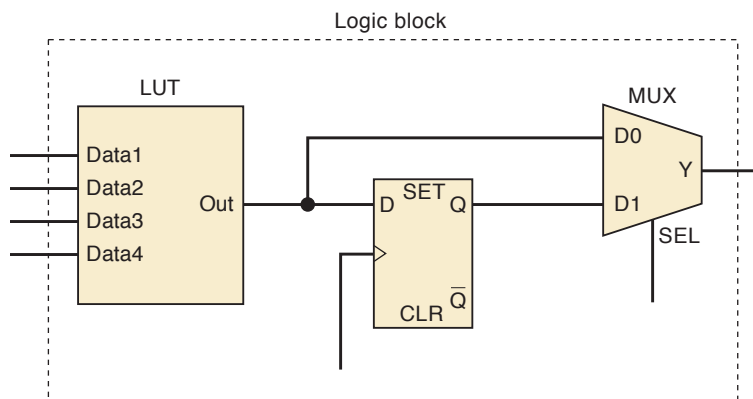 Logic block
LUT
MUX
Data1
Data2
Data3
Data4
Out
D
SET
Q
CLR
Q̅
D0
D1
Y
SEL